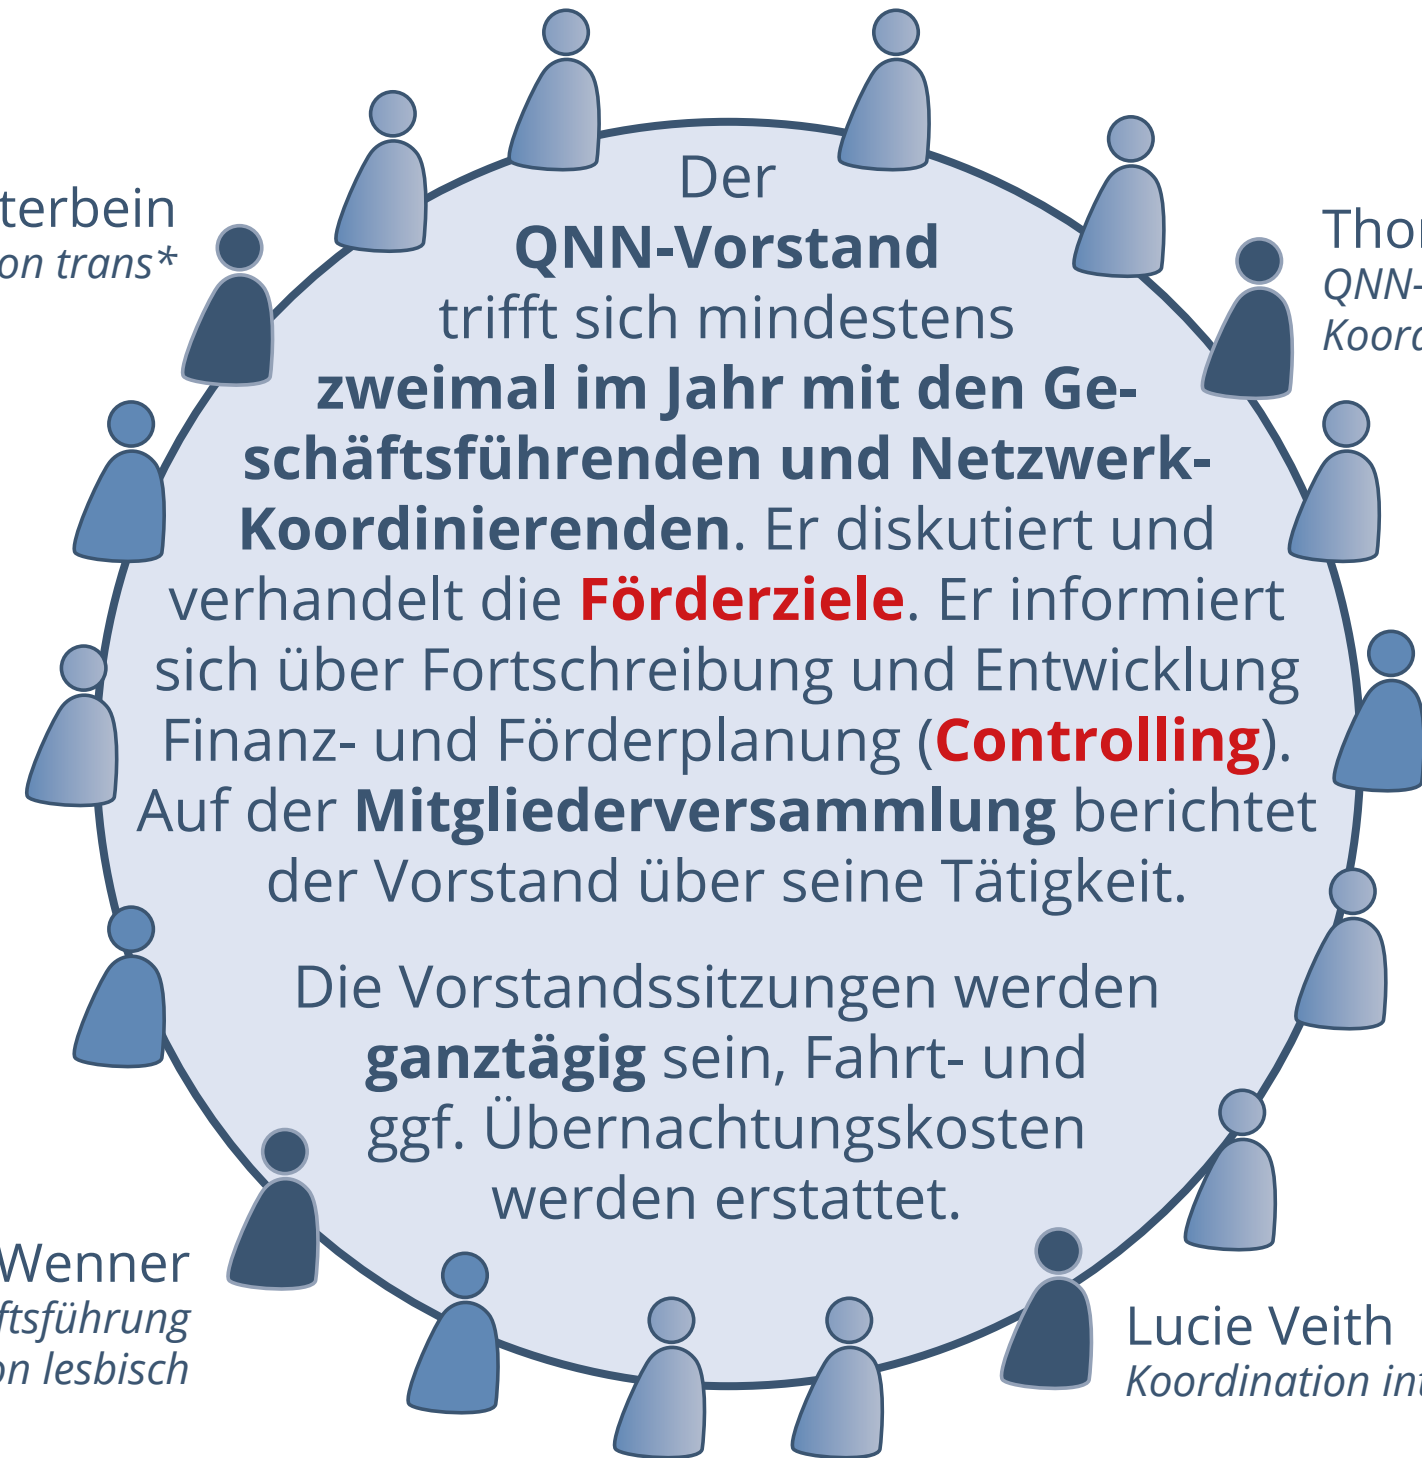 Der
QNN-Vorstand
trifft sich mindestens
zweimal im Jahr mit den Ge-
schäftsführenden und Netzwerk-
Koordinierenden. Er diskutiert und
verhandelt die Förderziele. Er informiert
sich über Fortschreibung und Entwicklung
Finanz- und Förderplanung (Controlling).
Auf der Mitgliederversammlung berichtet
der Vorstand über seine Tätigkeit.
Die Vorstandssitzungen werden
ganztägig sein, Fahrt- und
ggf. Übernachtungskosten
werden erstattet.
terbein
on trans*
Thor
QNN-
Koord
Wenner
ftsführung
on lesbisch
Lucie Veith
Koordination int